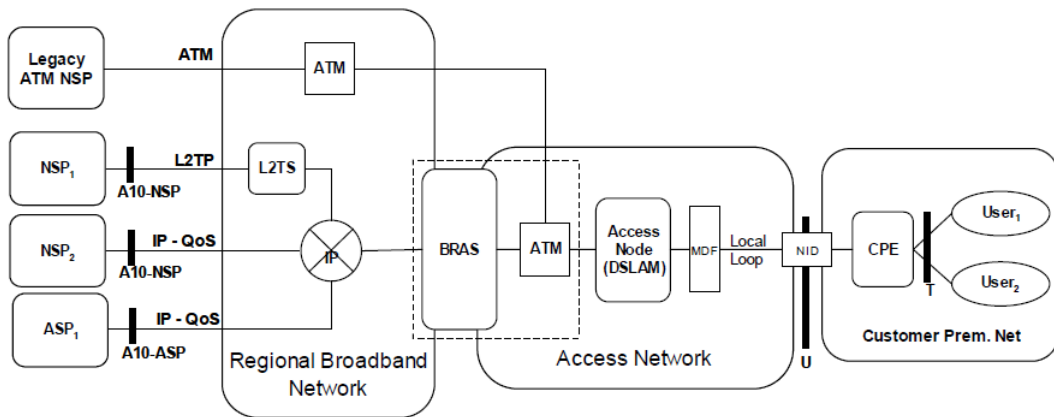 Legacy
ATM NSP
ATM
ATM
NSP1
L2TP
A10-NSP
L2TS
NSP2
IP - QoS
A10-NSP
IP
ASP1
IP - QoS
A10-ASP
Regional Broadband
Network
BRAS
ATM
Access
Node
(DSLAM)
MDF
Local
Loop
Access Network
NID
U
CPE
T
User1
User2
Customer Prem. Net